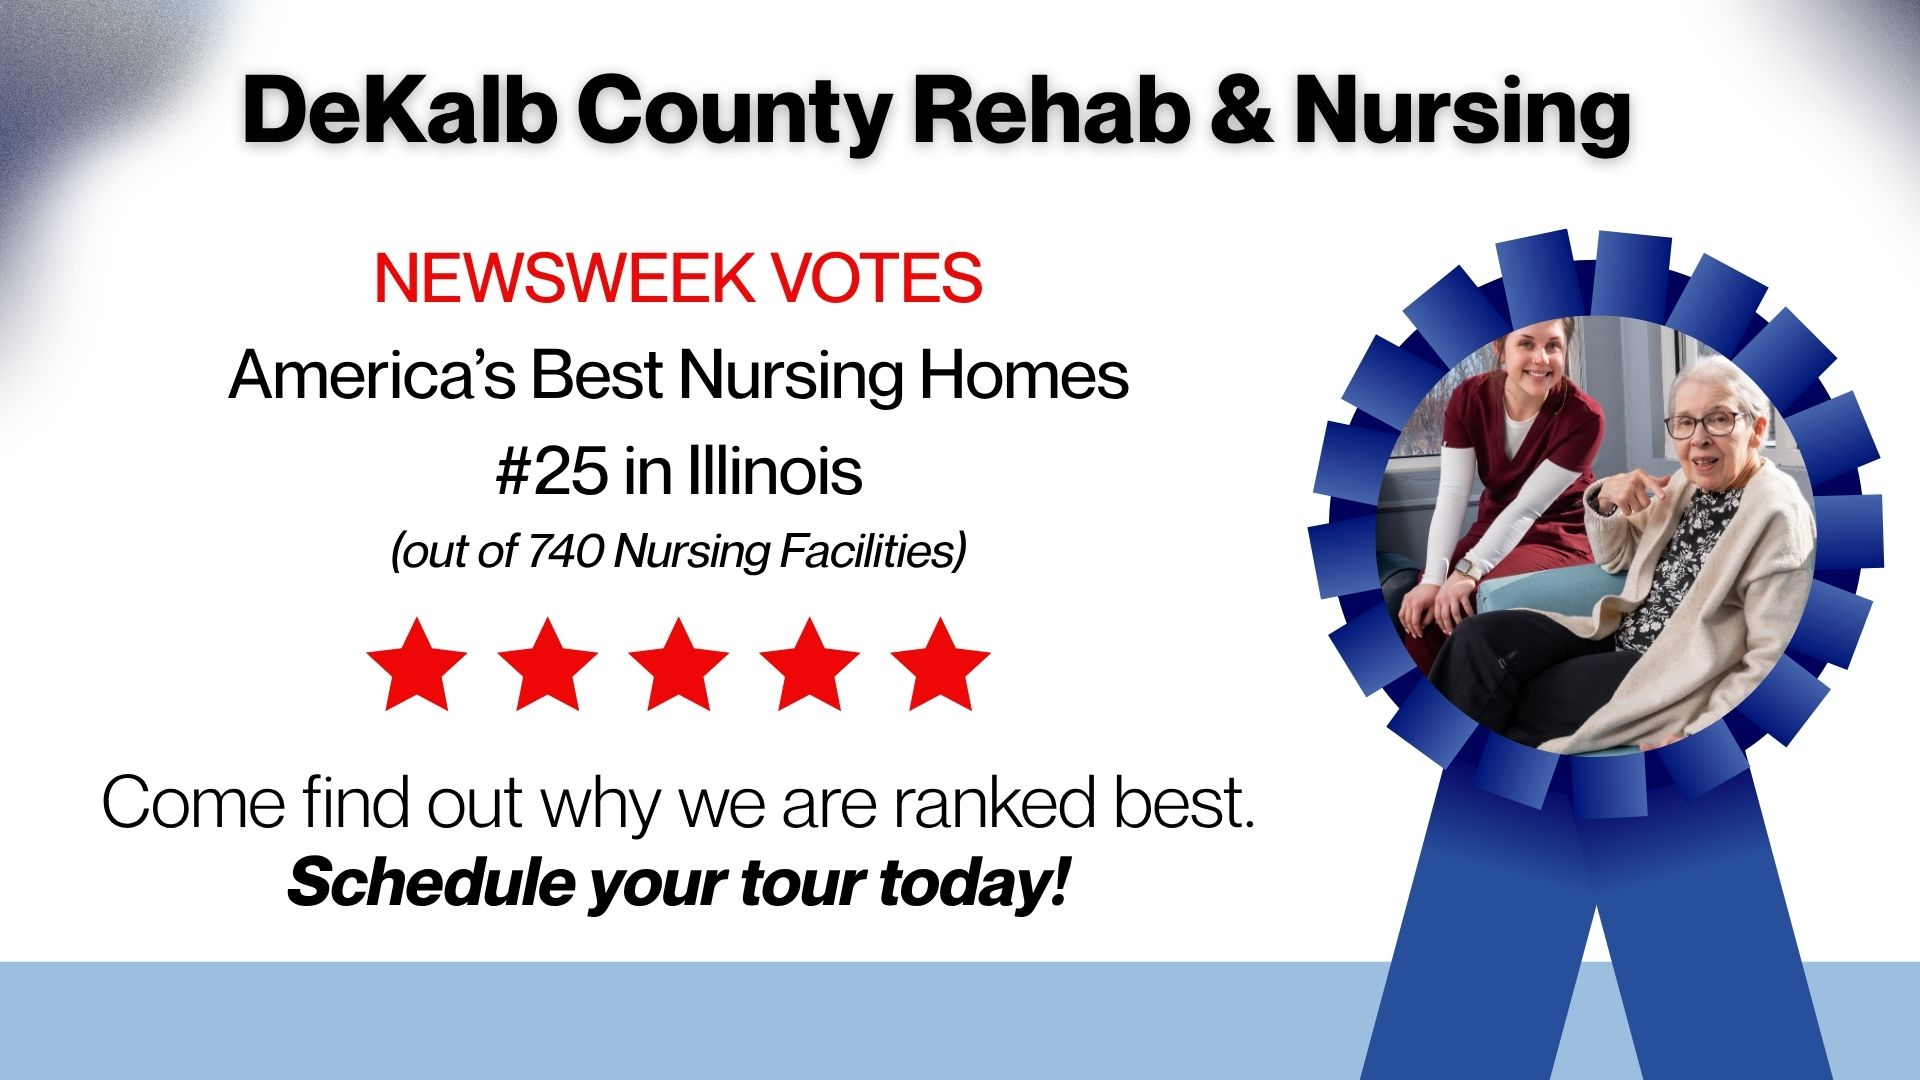 DeKalb County Rehab & Nursing
NEWSWEEK VOTES
America’s Best Nursing Homes
#25 in Illinois
(out of 740 Nursing Facilities)
Come find out why we are ranked best.
Schedule your tour today!